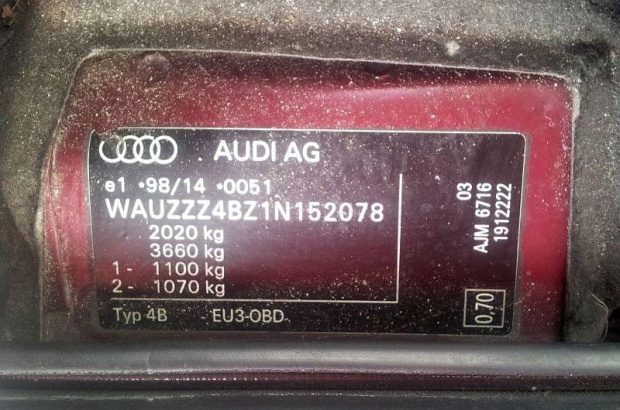 AUDI AG
e1 *98/14 *0051
WAUZZZ4BZ1N152078
2020 kg
3660 kg
1- 1100 kg
2- 1070 kg
Typ 4B EU3-OBD
03
AJM 6716
1912222
0,70